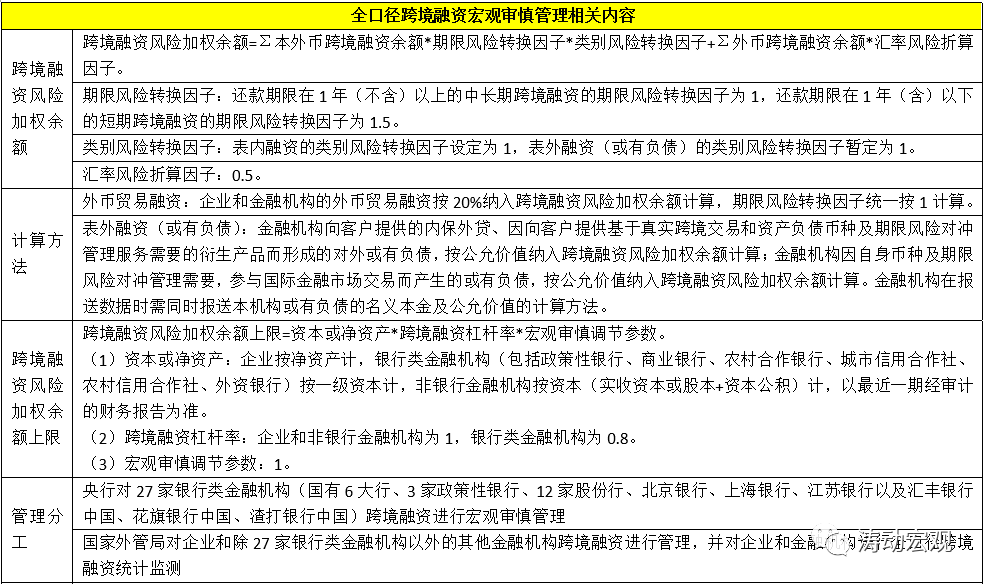 全口径跨境融资宏观审慎管理相关内容
跨境融
资风险
加权余
额
跨境融资风险加权余额=Σ本外币跨境融资余额*期限风险转换因子*类别风险转换因子+Σ外币跨境融资余额*汇率风险折算
因子。
期限风险转换因子：还款期限在1年（不含）以上的中长期跨境融资的期限风险转换因子为1，还款期限在1年（含）以下
的短期跨境融资的期限风险转换因子为1.5。
类别风险转换因子：表内融资的类别风险转换因子设定为1，表外融资（或有负债）的类别风险转换因子暂定为1。
汇率风险折算因子：0.5。
计算方
法
外币贸易融资：企业和金融机构的外币贸易融资按20%纳入跨境融资风险加权余额计算，期限风险转换因子统一按1计算。
表外融资（或有负债）：金融机构向客户提供的内保外贷、因向客户提供基于真实跨境交易和资产负债币种及期限风险对冲
管理服务需要的衍生产品而形成的对外或有负债，按公允价值纳入跨境融资风险加权余额计算；金融机构因自身币种及期限
风险对冲管理需要，参与国际金融市场交易而产生的或有负债，按公允价值纳入跨境融资风险加权余额计算。金融机构在报
送数据时需同时报送本机构或有负债的名义本金及公允价值的计算方法。
跨境融
资风险
加权余
额上限
跨境融资风险加权余额上限=资本或净资产*跨境融资杠杆率*宏观审慎调节参数。
（1）资本或净资产：企业按净资产计，银行类金融机构（包括政策性银行、商业银行、农村合作银行、城市信用合作社、
农村信用合作社、外资银行）按一级资本计，非银行金融机构按资本（实收资本或股本+资本公积）计，以最近一期经审计
的财务报告为准。
（2）跨境融资杠杆率：企业和非银行金融机构为1，银行类金融机构为0.8。
（3）宏观审慎调节参数：1。
管理分
工
央行对27家银行类金融机构（国有6大行、3家政策性银行、12家股份行、北京银行、上海银行、江苏银行以及汇丰银行
中国、花旗银行中国、渣打银行中国）跨境融资进行宏观审慎管理
国家外管局对企业和除27家银行类金融机构以外的其他金融机构跨境融资进行管理，并对企业和金融机构 跨境
融资统计监测
涛动宏观